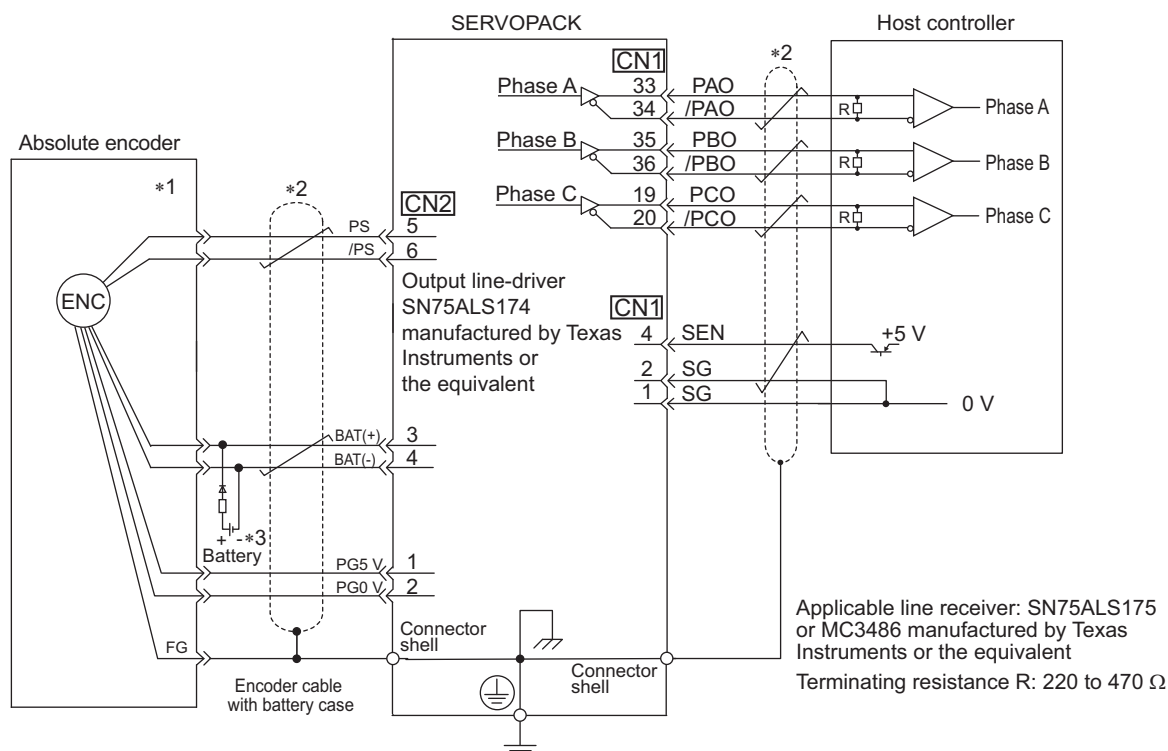 SERVOPACK
Host controller
CN1
*2
Phase A
33
PAO
34
/PAO
R
Phase A
Phase B
35
PBO
36
/PBO
R
Phase B
Phase C
19
PCO
20
/PCO
R
Phase C
Absolute encoder
*1
*2
CN2
PS
5
/PS
6
ENC
Output line-driver
SN75ALS174
manufactured by Texas
Instruments or
the equivalent
CN1
4
SEN
+5 V
2
SG
1
SG
0 V
BAT(+)
3
BAT(-)
4
+ -*3
Battery
PG5 V
1
PG0 V
2
FG
Connector
shell
Connector
shell
Encoder cable
with battery case
Applicable line receiver: SN75ALS175
or MC3486 manufactured by Texas
Instruments or the equivalent
Terminating resistance R: 220 to 470 Ω